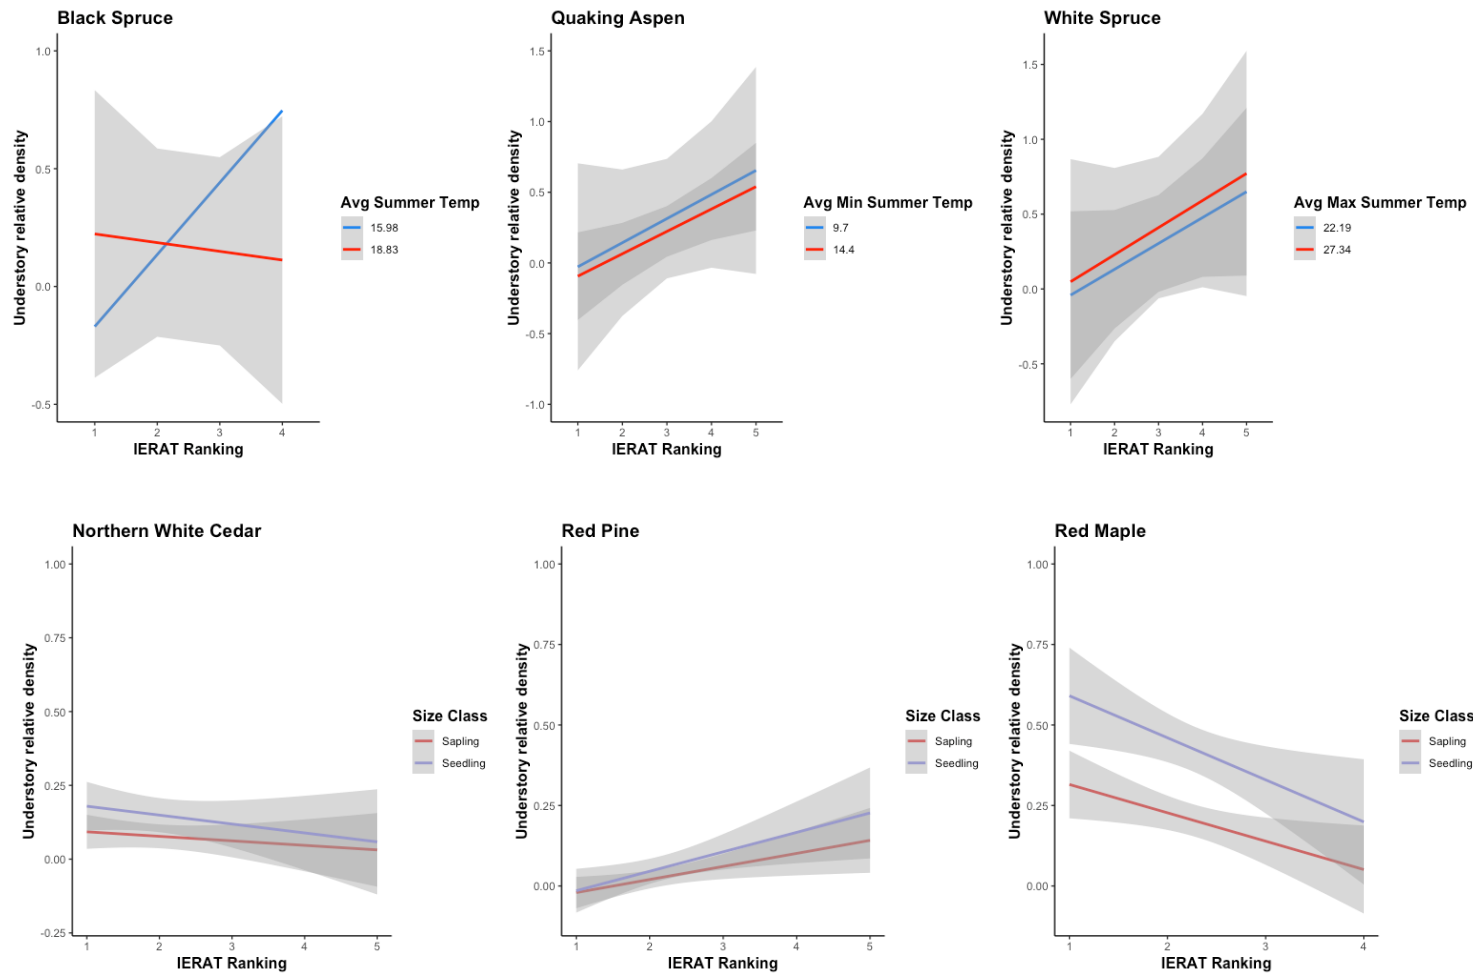 Black Spruce
Understory relative density
1.0
0.5
0.0
-0.5
1
2
3
4
IERAT Ranking
Avg Summer Temp
15.98
18.83
Quaking Aspen
Understory relative density
1.5
1.0
0.5
0.0
-0.5
-1.0
1
2
3
4
5
IERAT Ranking
Avg Min Summer Temp
9.7
14.4
White Spruce
Understory relative density
1.5
1.0
0.5
0.0
-0.5
1
2
3
4
5
IERAT Ranking
Avg Max Summer Temp
22.19
27.34
Northern White Cedar
Understory relative density
1.00
0.75
0.50
0.25
0.00
-0.25
1
2
3
4
5
IERAT Ranking
Size Class
Sapling
Seedling
Red Pine
Understory relative density
1.00
0.75
0.50
0.25
0.00
1
2
3
4
5
IERAT Ranking
Size Class
Sapling
Seedling
Red Maple
Understory relative density
1.00
0.75
0.50
0.25
0.00
1
2
3
4
IERAT Ranking
Size Class
Sapling
Seedling